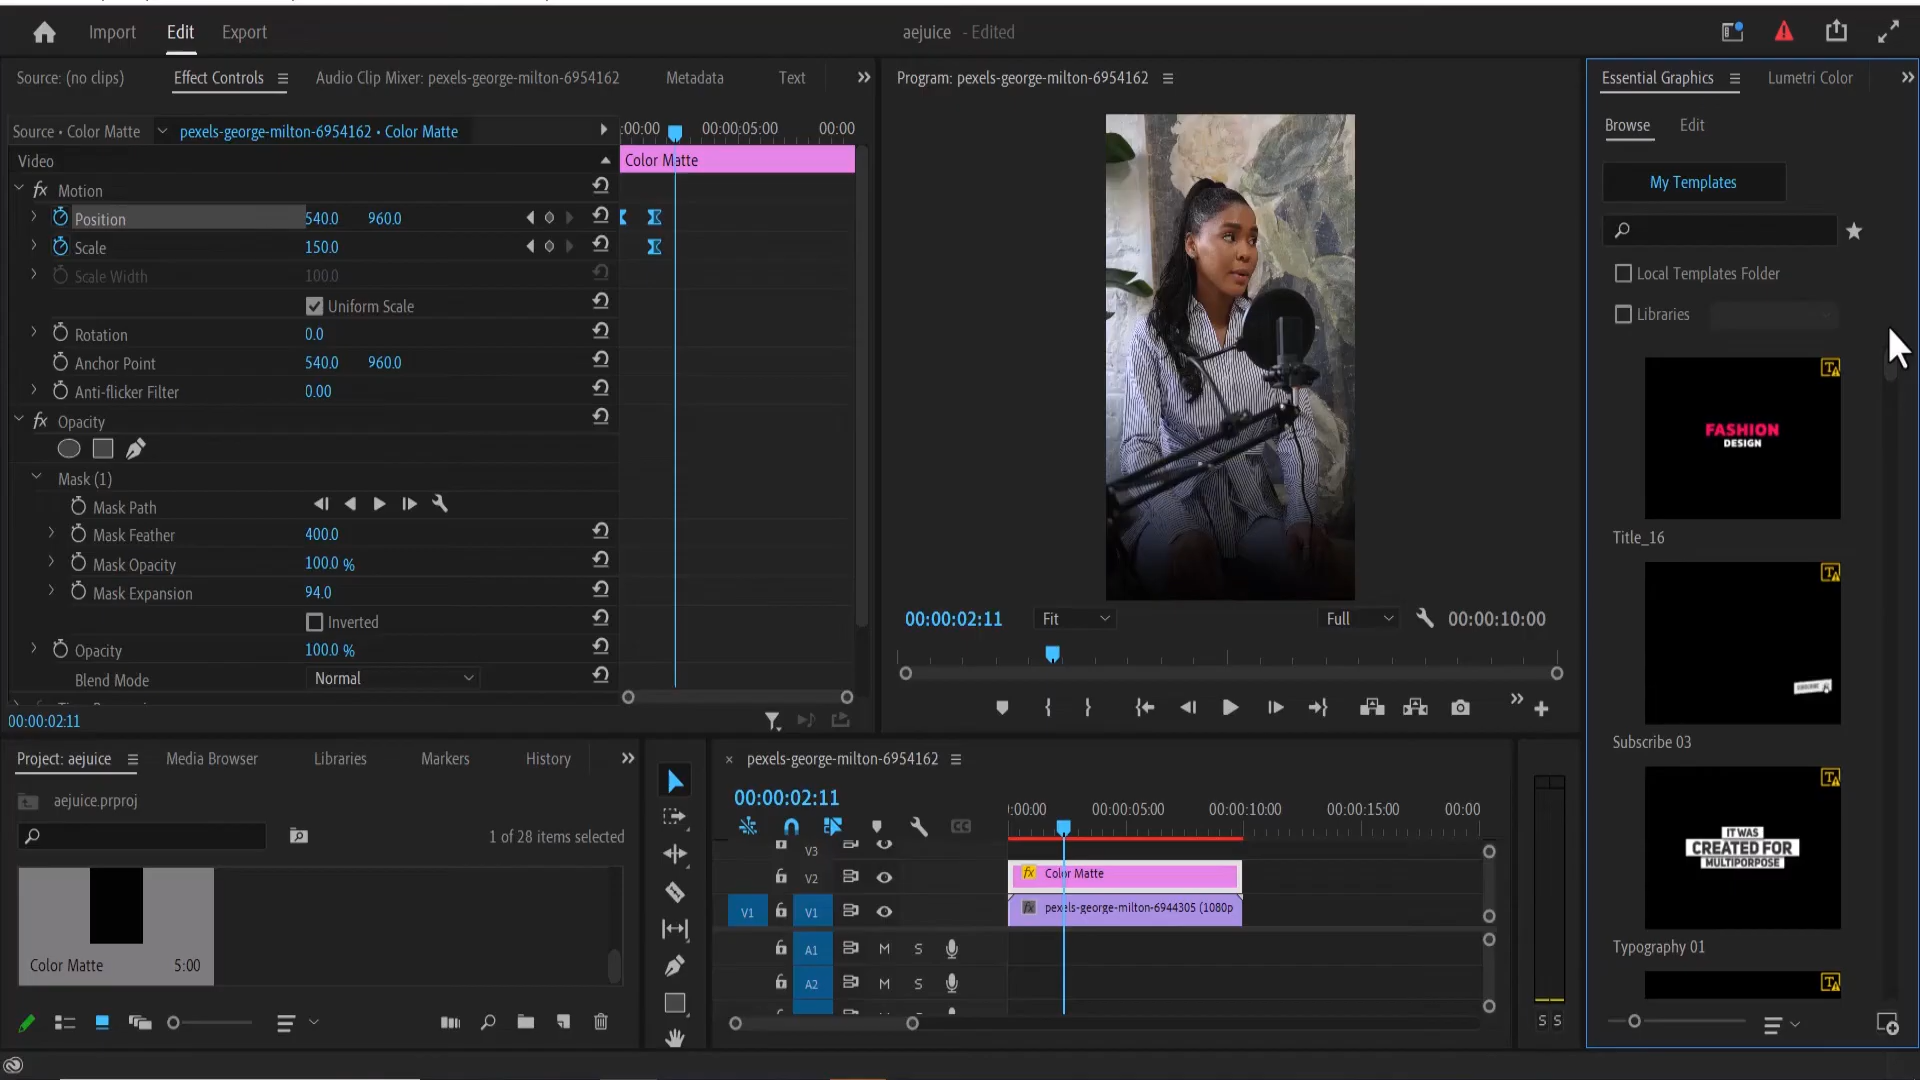 Import
Edit
Export
aejuice - Edited
Source: (no clips)
Effect Controls
Audio Clip Mixer: pexels-george-milton-6954162
Metadata
Text
Program: pexels-george-milton-6954162
Essential Graphics
Lumetri Color
Source • Color Matte
pexels-george-milton-6954162 • Color Matte
:00:00
00:00:05:00
00:00
Browse
Edit
Video
Color Matte
My Templates
Motion
Position 540.0 960.0
Scale 150.0
Scale Width 100.0
Uniform Scale
Rotation 0.0
Anchor Point 540.0 960.0
Anti-flicker Filter 0.00
Opacity
Mask (1)
Mask Path
Mask Feather 400.0
Mask Opacity 100.0 %
Mask Expansion 94.0
Inverted
Opacity 100.0 %
Blend Mode Normal
00:00:02:11
00:00:02:11
Fit
Full
00:00:10:00
Local Templates Folder
Libraries
FASHION
DESIGN
Title_16
Subscribe 03
IT WAS
CREATED FOR
MULTIPORPOSE
Typography 01
Project: aejuice
Media Browser
Libraries
Markers
History
aejuice.prproj
1 of 28 items selected
Color Matte 5:00
pexels-george-milton-6954162
00:00:02:11
:00:00
00:00:05:00
00:00:10:00
00:00:15:00
00:00
V3
V2
Color Matte
V1 V1
pexels-george-milton-6944305 (1080p
A1 M S
A2 M S
S S